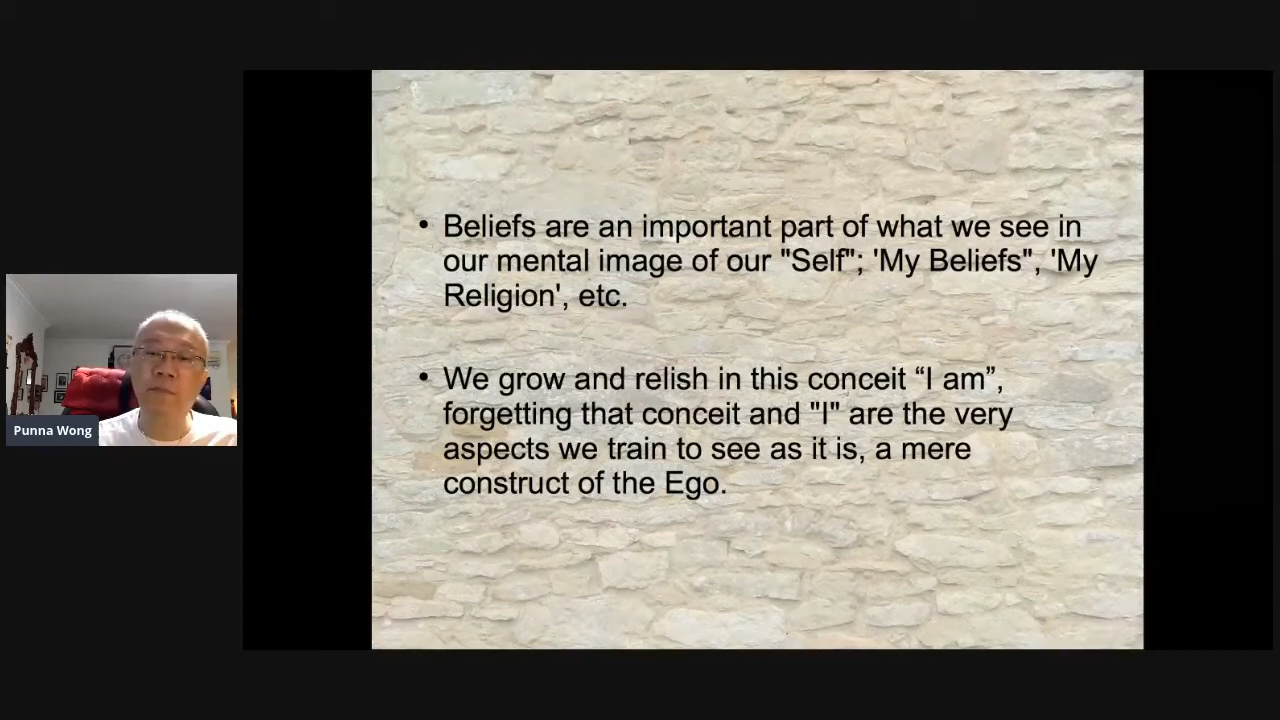 • Beliefs are an important part of what we see in
our mental image of our "Self"; 'My Beliefs", 'My
Religion', etc.
• We grow and relish in this conceit “I am”,
forgetting that conceit and "I" are the very
aspects we train to see as it is, a mere
construct of the Ego.
Punna Wong